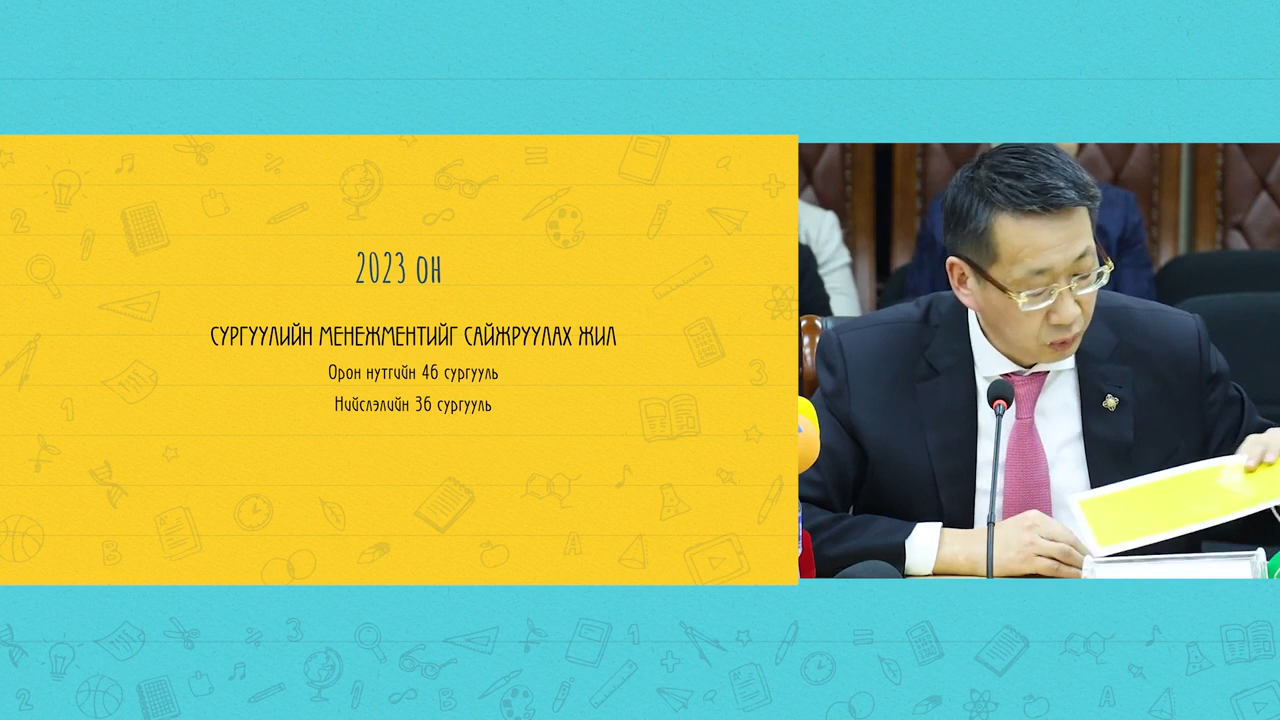 2023 он
СУРГУУЛИЙН МЕНЕЖМЕНТИЙГ САЙЖРУУЛАХ ЖИЛ
Орон нутгийн 46 сургууль
Нийслэлийн 36 сургууль